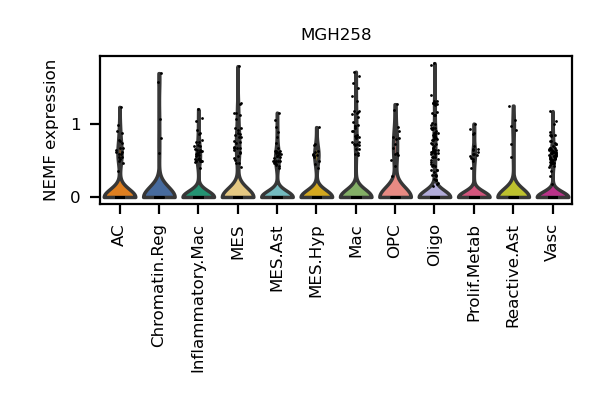 MGH258
NEMF expression
1
0
AC
Chromatin.Reg
Inflammatory.Mac
MES
MES.Ast
MES.Hyp
Mac
OPC
Oligo
Prolif.Metab
Reactive.Ast
Vasc